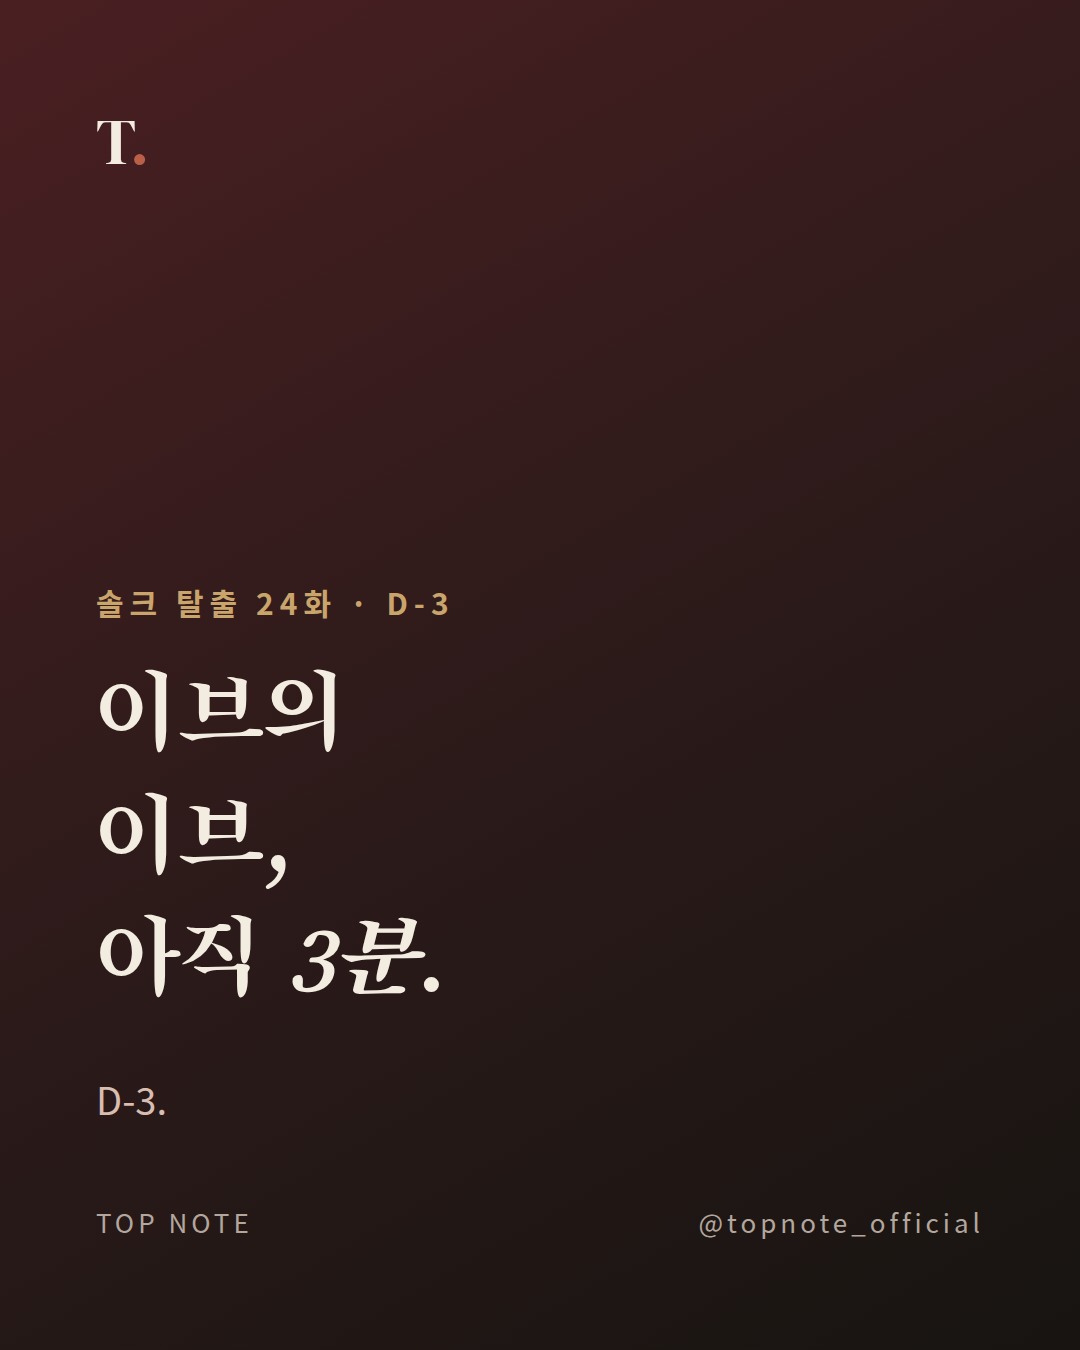 T.
솔크 탈출 24화 · D-3
이브의
이브,
아직 3분.
D-3.
TOP NOTE
@topnote_official